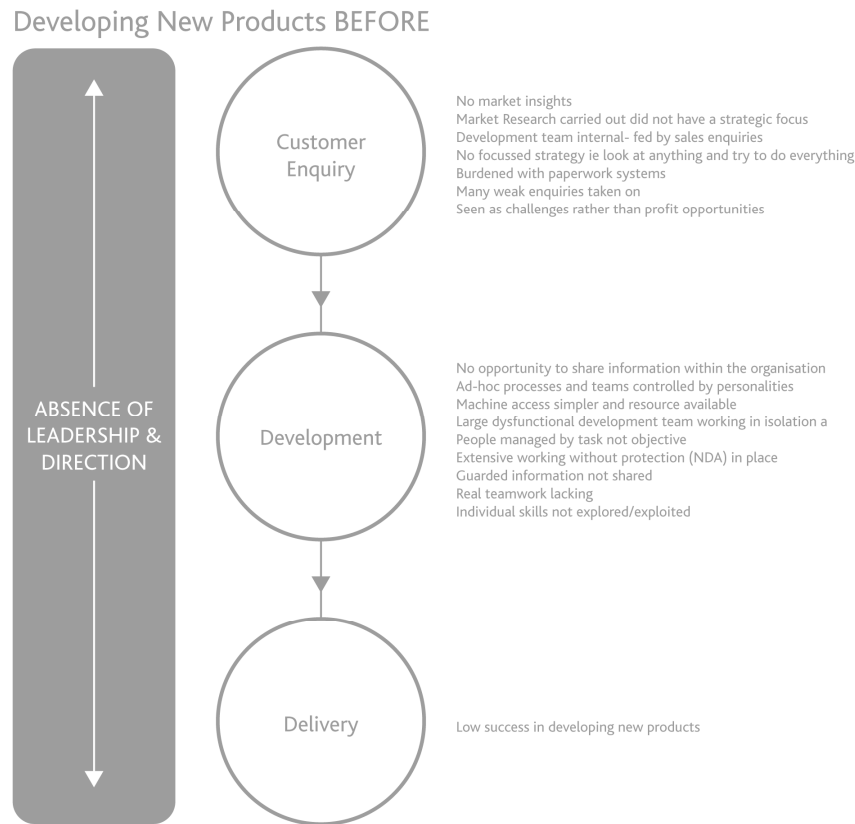 Developing New Products BEFORE
ABSENCE OF
LEADERSHIP &
DIRECTION
Customer
Enquiry
No market insights
Market Research carried out did not have a strategic focus
Development team internal- fed by sales enquiries
No focussed strategy ie look at anything and try to do everything
Burdened with paperwork systems
Many weak enquiries taken on
Seen as challenges rather than profit opportunities
Development
No opportunity to share information within the organisation
Ad-hoc processes and teams controlled by personalities
Machine access simpler and resource available
Large dysfunctional development team working in isolation a
People managed by task not objective
Extensive working without protection (NDA) in place
Guarded information not shared
Real teamwork lacking
Individual skills not explored/exploited
Delivery
Low success in developing new products